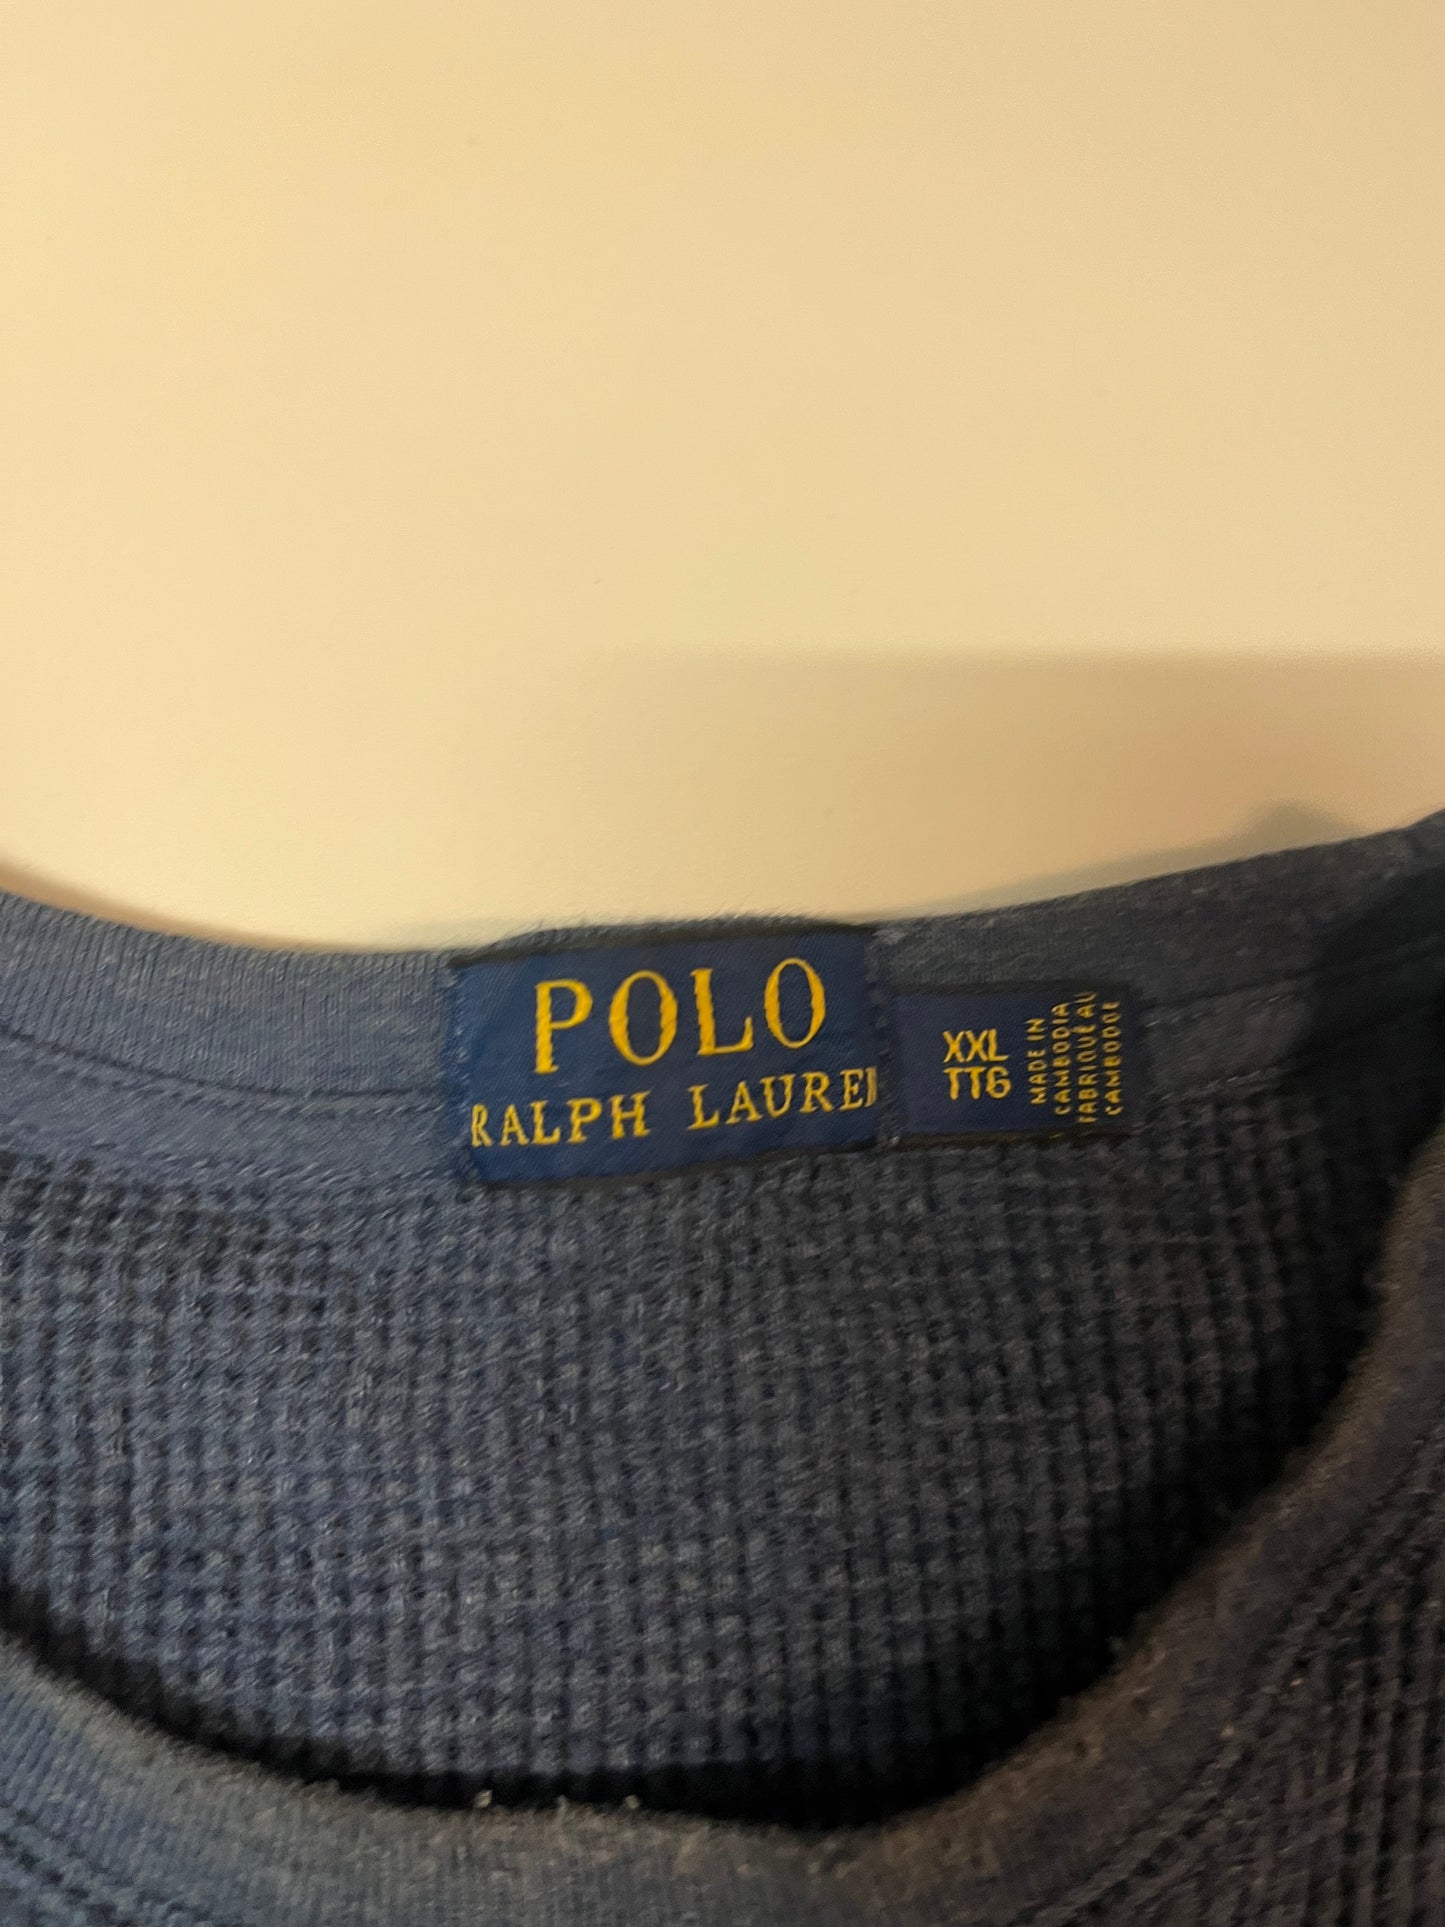 POLO
RALPH LAUREN
XXL
TTG
MADE IN
CAMBODIA
FABRIQUÉ AU
CAMBODGE